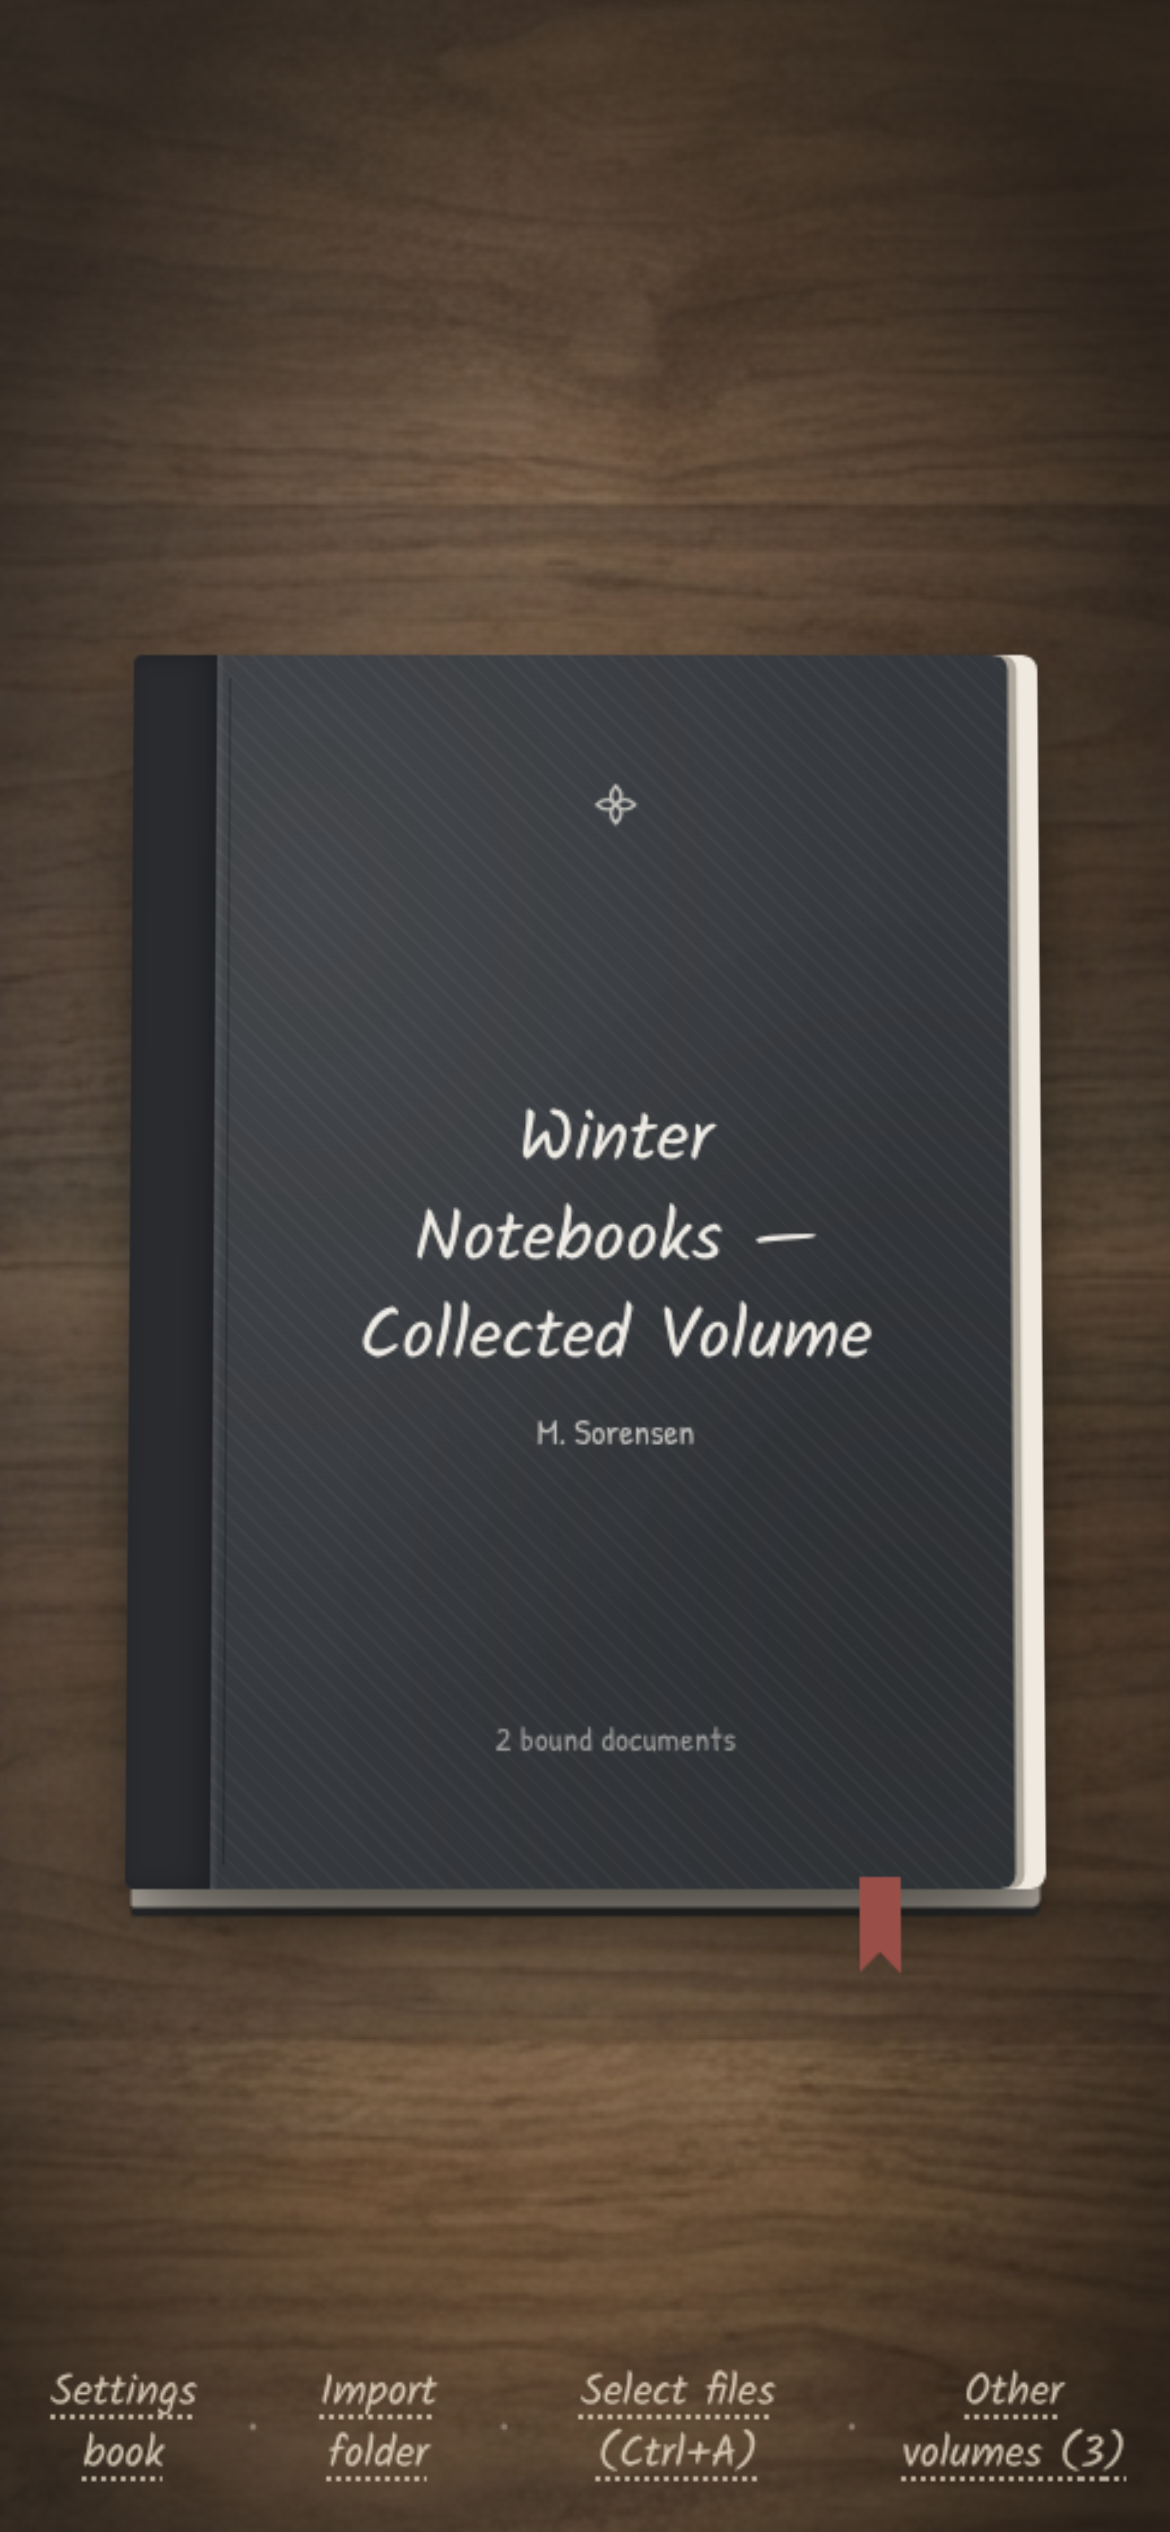 Winter
Notebooks —
Collected Volume
M. Sorensen
2 bound documents
Settings
book
·
Import
folder
·
Select files
(Ctrl+A)
·
Other
volumes (3)